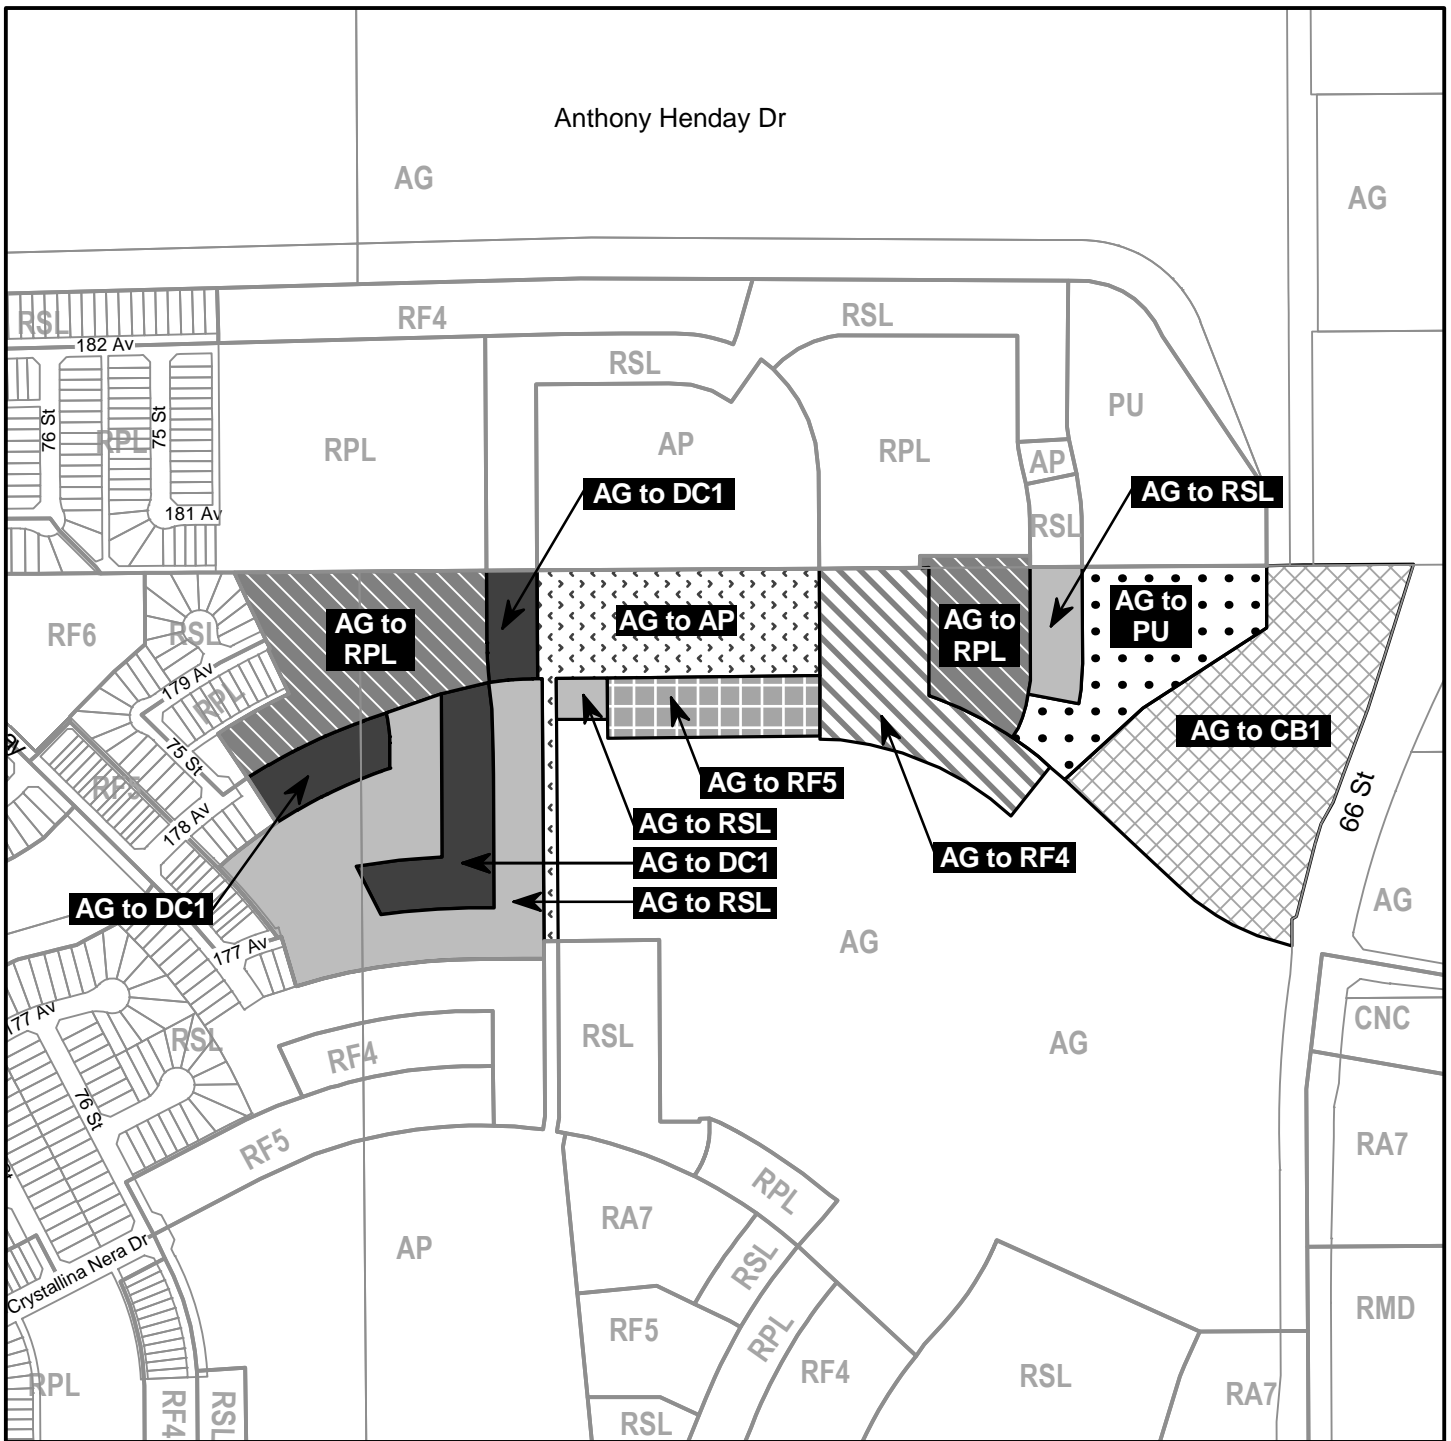 Anthony Henday Dr
AG
AG
RSL
RF4
RSL
182 Av
RSL
76 St
RPL
75 St
RPL
AP
RPL
PU
AP
AG to DC1
AG to RSL
181 Av
RSL
RF6
RSL
AG to
RPL
AG to AP
AG to
RPL
AG to
PU
179 Av
RPL
75 St
AG to CB1
RF5
178 Av
AG to RF5
66 St
AG to RSL
AG to RF4
AG to DC1
AG to DC1
AG to RSL
AG
177 Av
AG
177 Av
RSL
RSL
AG
CNC
RF4
76 St
RF5
RA7
RPL
RA7
AP
RSL
Crystallina Nera Dr
RMD
RF5
RPL
RPL
RF4
RSL
RF4
RSL
RA7
RSL